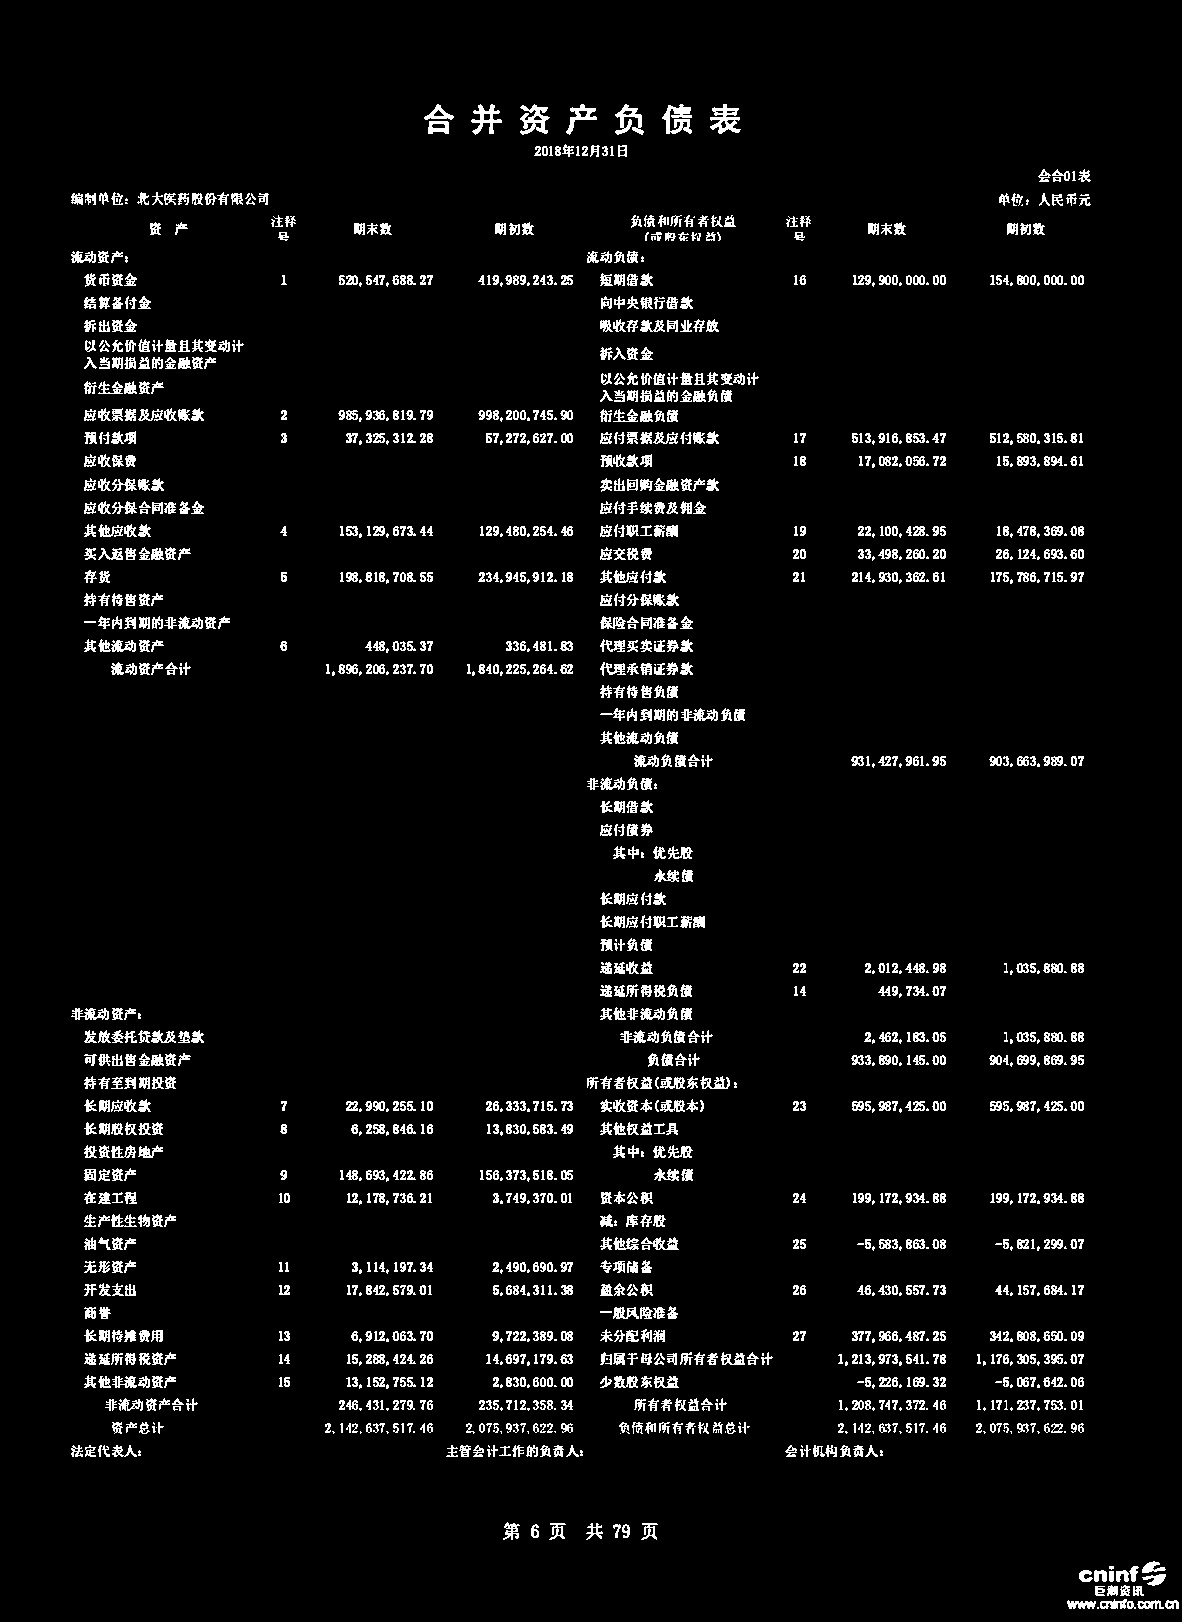 合并资产负债表
2018年12月31日
会合01表
编制单位：北大医药股份有限公司 单位：人民币元
资 产 注释号 期末数 期初数 负债和所有者权益（或股东权益） 注释号 期末数 期初数
流动资产： 流动负债：
货币资金 1 520,547,688.27 419,989,243.25 短期借款 16 129,900,000.00 154,800,000.00
结算备付金 向中央银行借款
拆出资金 吸收存款及同业存放
以公允价值计量且其变动计入当期损益的金融资产 拆入资金
衍生金融资产 以公允价值计量且其变动计入当期损益的金融负债
应收票据及应收账款 2 985,936,819.79 998,200,745.90 衍生金融负债
预付款项 3 37,325,312.28 57,272,627.00 应付票据及应付账款 17 513,916,853.47 512,580,315.81
应收保费 预收款项 18 17,082,056.72 15,893,894.61
应收分保账款 卖出回购金融资产款
应收分保合同准备金 应付手续费及佣金
其他应收款 4 153,129,673.44 129,480,254.46 应付职工薪酬 19 22,100,428.95 18,478,369.08
买入返售金融资产 应交税费 20 33,498,260.20 26,124,693.60
存货 5 198,818,708.55 234,945,912.18 其他应付款 21 214,930,362.61 175,786,715.97
持有待售资产 应付分保账款
一年内到期的非流动资产 保险合同准备金
其他流动资产 6 448,035.37 336,481.83 代理买卖证券款
流动资产合计 1,896,206,237.70 1,840,225,264.62 代理承销证券款
持有待售负债
一年内到期的非流动负债
其他流动负债
流动负债合计 931,427,961.95 903,663,989.07
非流动负债：
长期借款
应付债券
其中：优先股
永续债
长期应付款
长期应付职工薪酬
预计负债
递延收益 22 2,012,448.98 1,035,880.88
递延所得税负债 14 449,734.07
非流动资产： 其他非流动负债
发放委托贷款及垫款 非流动负债合计 2,462,183.05 1,035,880.88
可供出售金融资产 负债合计 933,890,145.00 904,699,869.95
持有至到期投资 所有者权益(或股东权益)：
长期应收款 7 22,990,255.10 26,333,715.73 实收资本(或股本) 23 595,987,425.00 595,987,425.00
长期股权投资 8 6,258,846.16 13,830,583.49 其他权益工具
投资性房地产 其中：优先股
固定资产 9 148,693,422.86 156,373,518.05 永续债
在建工程 10 12,178,736.21 3,749,370.01 资本公积 24 199,172,934.88 199,172,934.88
生产性生物资产 减：库存股
油气资产 其他综合收益 25 -5,583,863.08 -5,821,299.07
无形资产 11 3,114,197.34 2,490,690.97 专项储备
开发支出 12 17,842,579.01 5,684,311.38 盈余公积 26 46,430,557.73 44,157,684.17
商誉 一般风险准备
长期待摊费用 13 6,912,063.70 9,722,389.08 未分配利润 27 377,966,487.25 342,808,650.09
递延所得税资产 14 15,288,424.26 14,697,179.63 归属于母公司所有者权益合计 1,213,973,541.78 1,176,305,395.07
其他非流动资产 15 13,152,755.12 2,830,600.00 少数股东权益 -5,226,169.32 -5,067,642.06
非流动资产合计 246,431,279.76 235,712,358.34 所有者权益合计 1,208,747,372.46 1,171,237,753.01
资产总计 2,142,637,517.46 2,075,937,622.96 负债和所有者权益总计 2,142,637,517.46 2,075,937,622.96
法定代表人： 主管会计工作的负责人： 会计机构负责人：
第 6 页 共 79 页
cninf
巨潮资讯
www.cninfo.com.cn